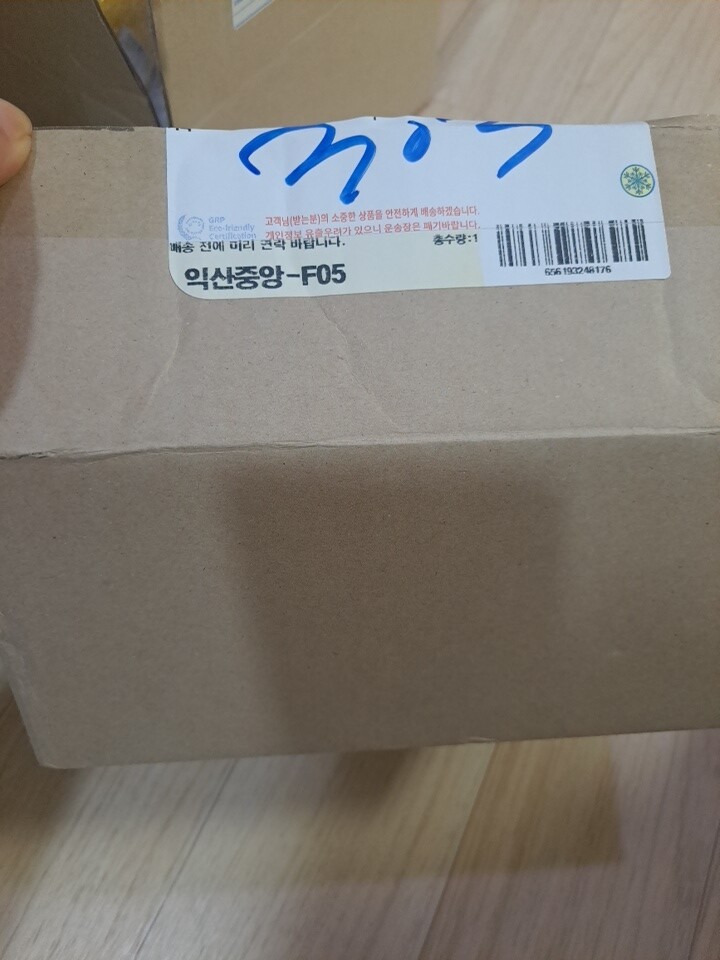 GRP
Eco-friendly
Certification
고객님(받는분)의 소중한 상품을 안전하게 배송하겠습니다.
개인정보 유출우려가 있으니 운송장은 폐기바랍니다.
배송 전에 미리 연락 바랍니다.
총수량:1
익산중앙-F05
556193248176